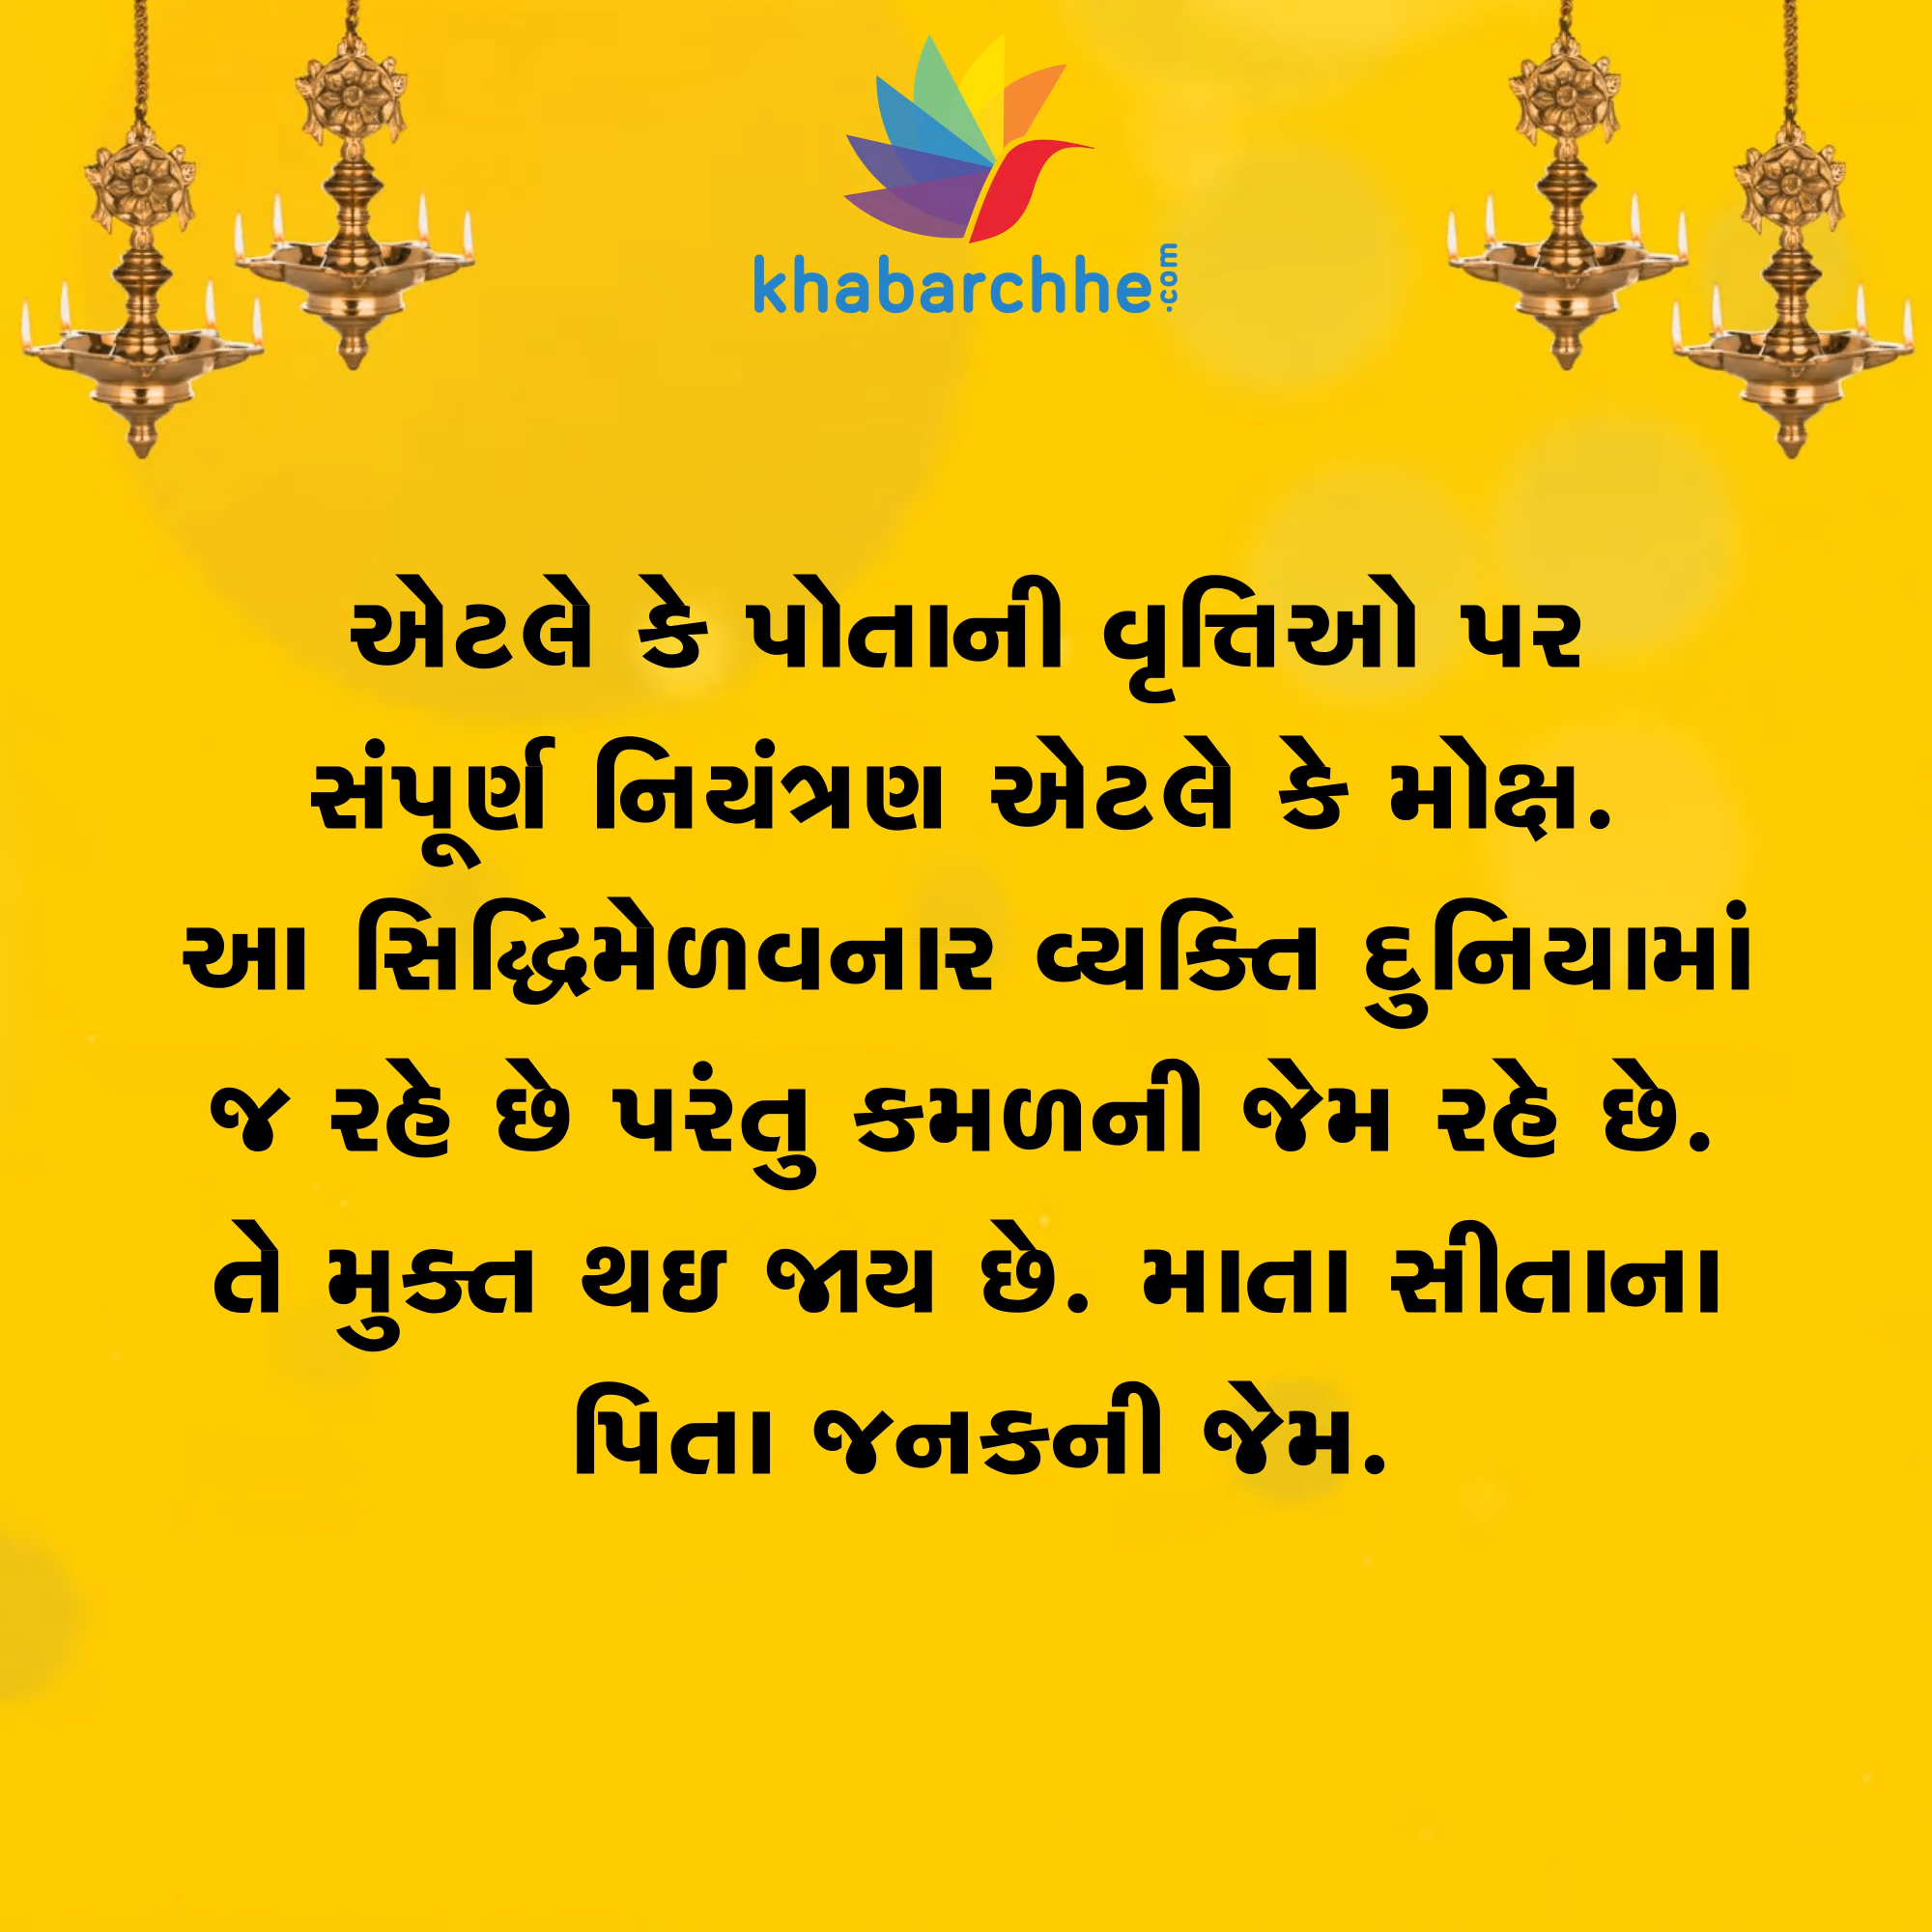 khabarchhe.com
એટલે કે પોતાની વૃત્તિઓ પર
સંપૂર્ણ નિયંત્રણ એટલે કે મોક્ષ.
આ સિદ્ધિમેળવનાર વ્યક્તિ દુનિયામાં
જ રહે છે પરંતુ કમળની જેમ રહે છે.
તે મુક્ત થઇ જાય છે. માતા સીતાના
પિતા જનકની જેમ.